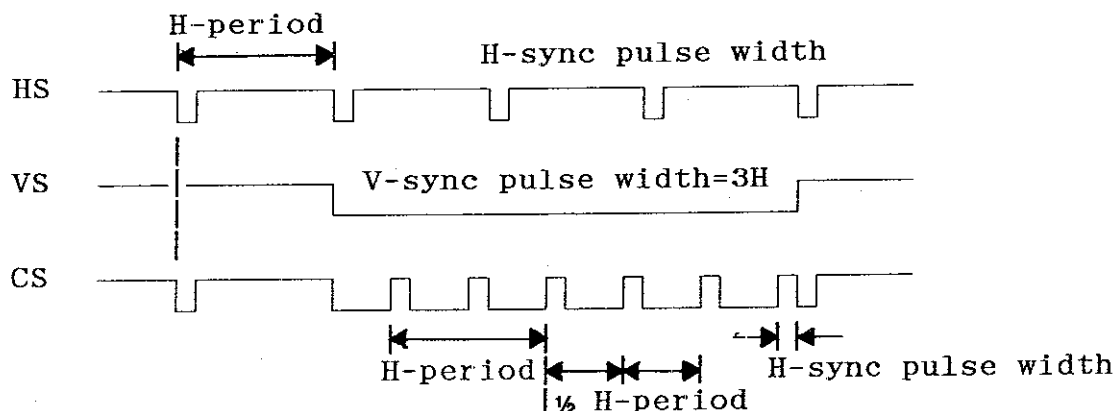 H-period
H-sync pulse width
HS
VS
V-sync pulse width=3H
CS
H-period
H-sync pulse width
½ H-period